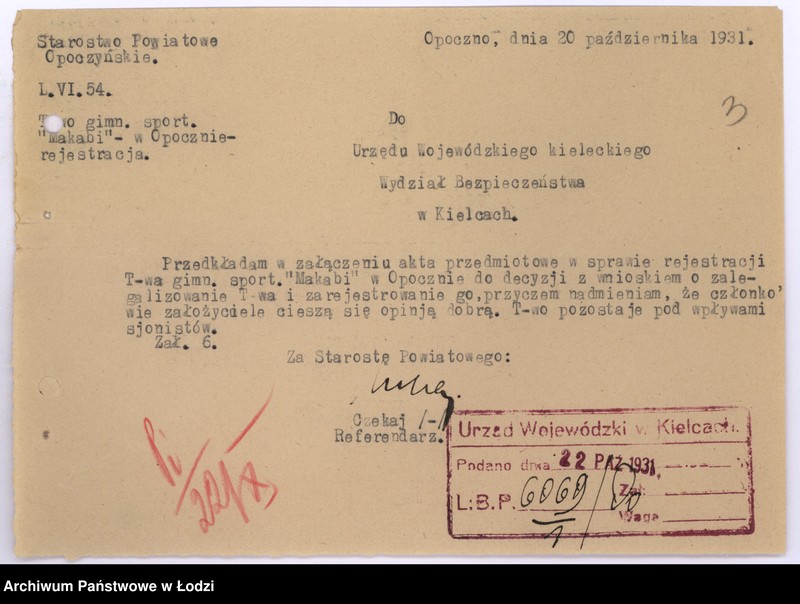 Starostwo Powiatowe
Opoczyńskie.
Opoczno, dnia 20 października 1931.
L.VI.54.
3
T-wo gimn. sport.
"Makabi"- w Opocznie-
rejestracja.
Do
Urzędu Wojewódzkiego kieleckiego
Wydział Bezpieczeństwa
w Kielcach.
Przedkładam w załączeniu akta przedmiotowe w sprawie rejestracji
T-wa gimn. sport."Makabi" w Opocznie do decyzji z wnioskiem o zale-
galizowanie T-wa i zarejestrowanie go,przyczem nadmieniam, że członko'
wie założyciele cieszą się opinją dobrą. T-wo pozostaje pod wpływami
sjonistów.
Zał. 6.
Za Starostę Powiatowego:
Czekaj /-/
Referendarz.
Urząd Wojewódzki w Kielcach.
Podano dnia 22 PAŹ 1931
L:B.P. 6069/
1
Zał:
Waga
22/X
Archiwum Państwowe w Łodzi